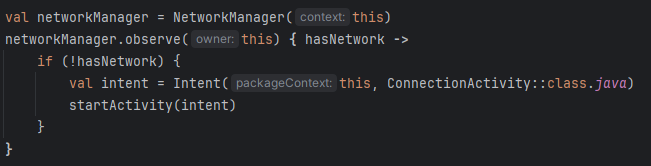 val networkManager = NetworkManager( context: this)
networkManager.observe( owner: this) { hasNetwork ->
    if (!hasNetwork) {
        val intent = Intent( packageContext: this, ConnectionActivity::class.java)
        startActivity(intent)
    }
}